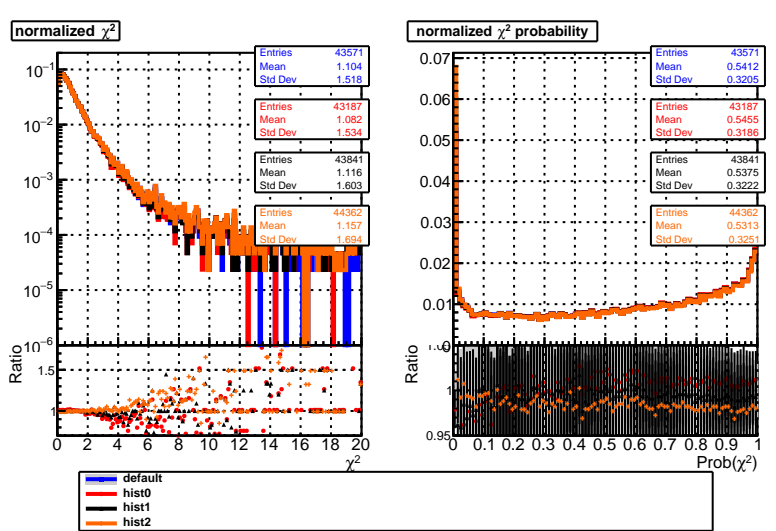 normalized χ²
Entries 43571
Mean 1.104
Std Dev 1.518
Entries 43187
Mean 1.082
Std Dev 1.534
Entries 43841
Mean 1.116
Std Dev 1.603
Entries 44362
Mean 1.157
Std Dev 1.694
10⁻¹
10⁻²
10⁻³
10⁻⁴
10⁻⁵
10⁻⁶
Ratio
1.5
1
0 2 4 6 8 10 12 14 16 18 20
χ²
normalized χ² probability
Entries 43571
Mean 0.5412
Std Dev 0.3205
Entries 43187
Mean 0.5455
Std Dev 0.3186
Entries 43841
Mean 0.5375
Std Dev 0.3222
Entries 44362
Mean 0.5313
Std Dev 0.3251
0.07
0.06
0.05
0.04
0.03
0.02
0.01
Ratio
0.95
0 0.1 0.2 0.3 0.4 0.5 0.6 0.7 0.8 0.9 1
Prob(χ²)
default
hist0
hist1
hist2